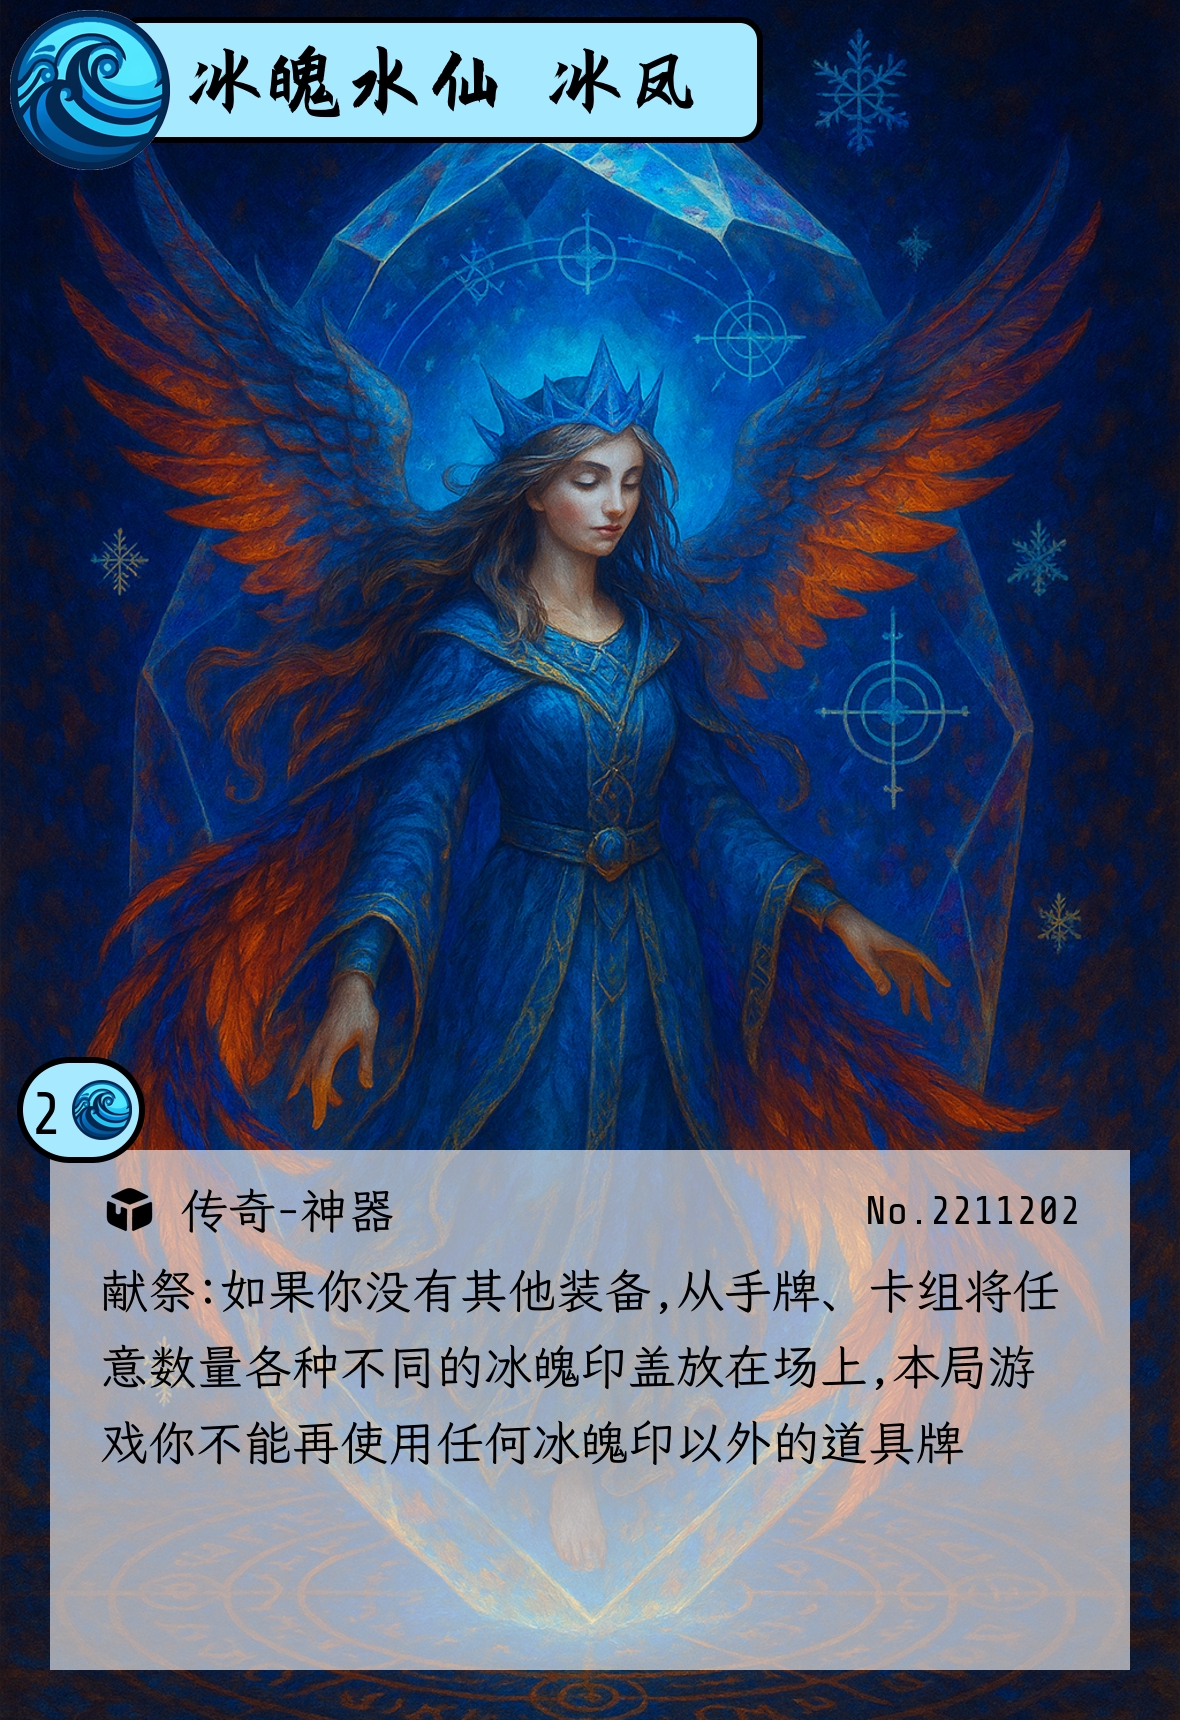 冰魄水仙 冰凤
2
传奇-神器
No.2211202
献祭:如果你没有其他装备,从手牌、卡组将任
意数量各种不同的冰魄印盖放在场上,本局游
戏你不能再使用任何冰魄印以外的道具牌